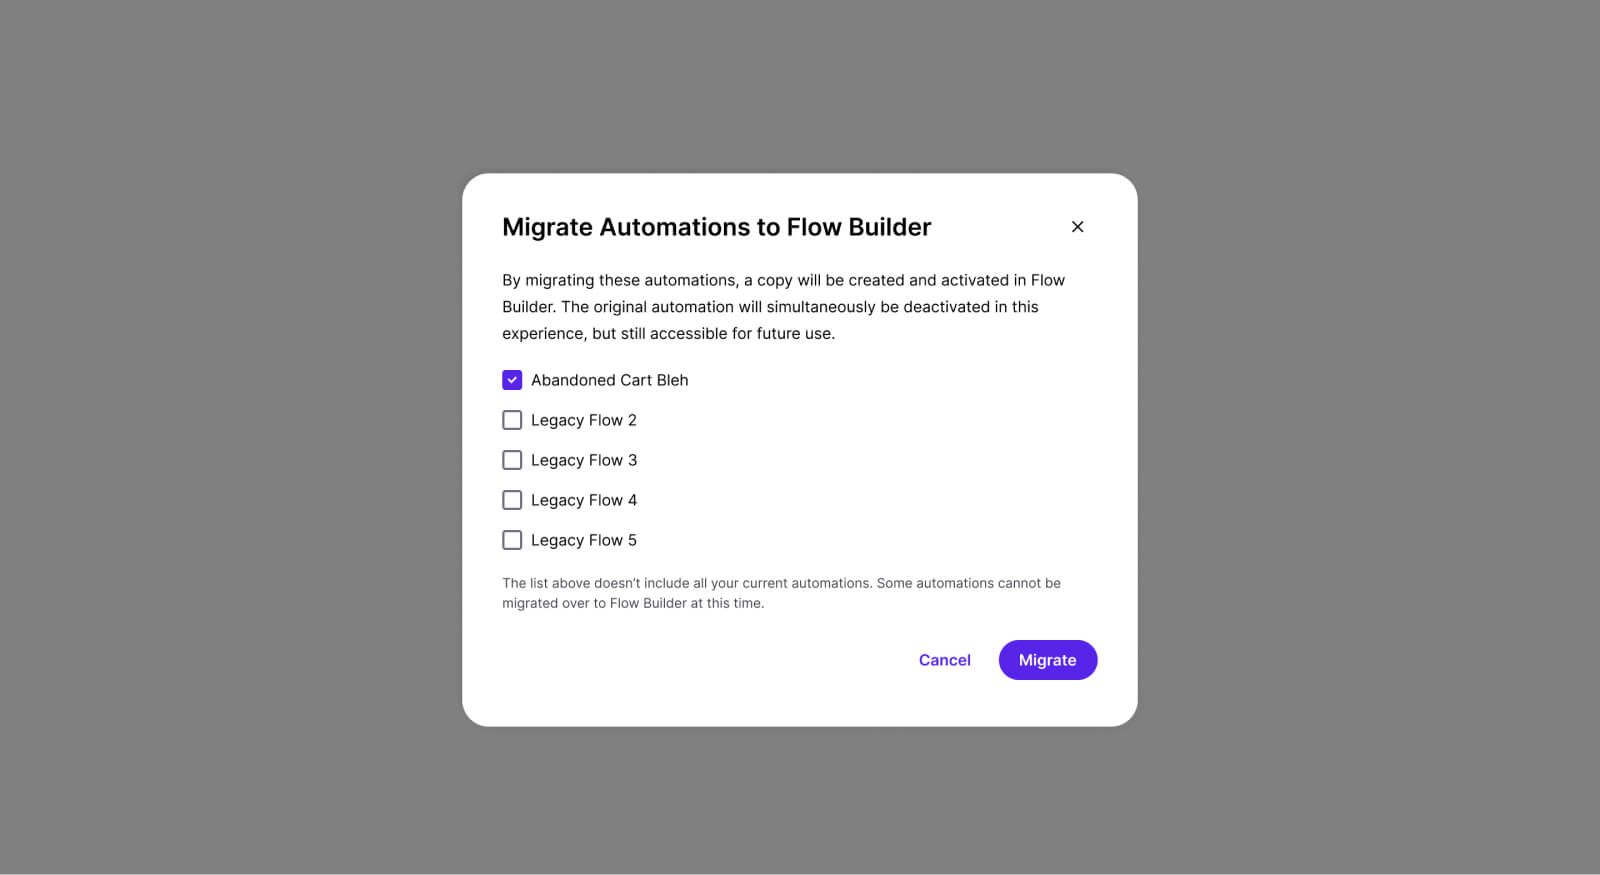 Migrate Automations to Flow Builder
By migrating these automations, a copy will be created and activated in Flow
Builder. The original automation will simultaneously be deactivated in this
experience, but still accessible for future use.
Abandoned Cart Bleh
Legacy Flow 2
Legacy Flow 3
Legacy Flow 4
Legacy Flow 5
The list above doesn’t include all your current automations. Some automations cannot be
migrated over to Flow Builder at this time.
Cancel
Migrate